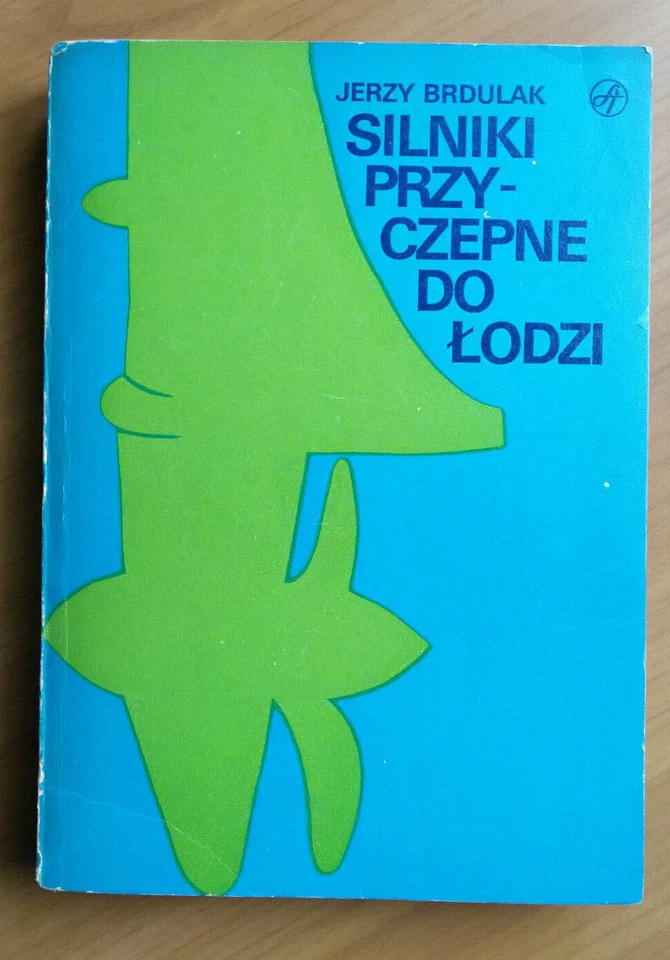 JERZY BRDULAK
SILNIKI
PRZY-
CZEPNE
DO
ŁODZI